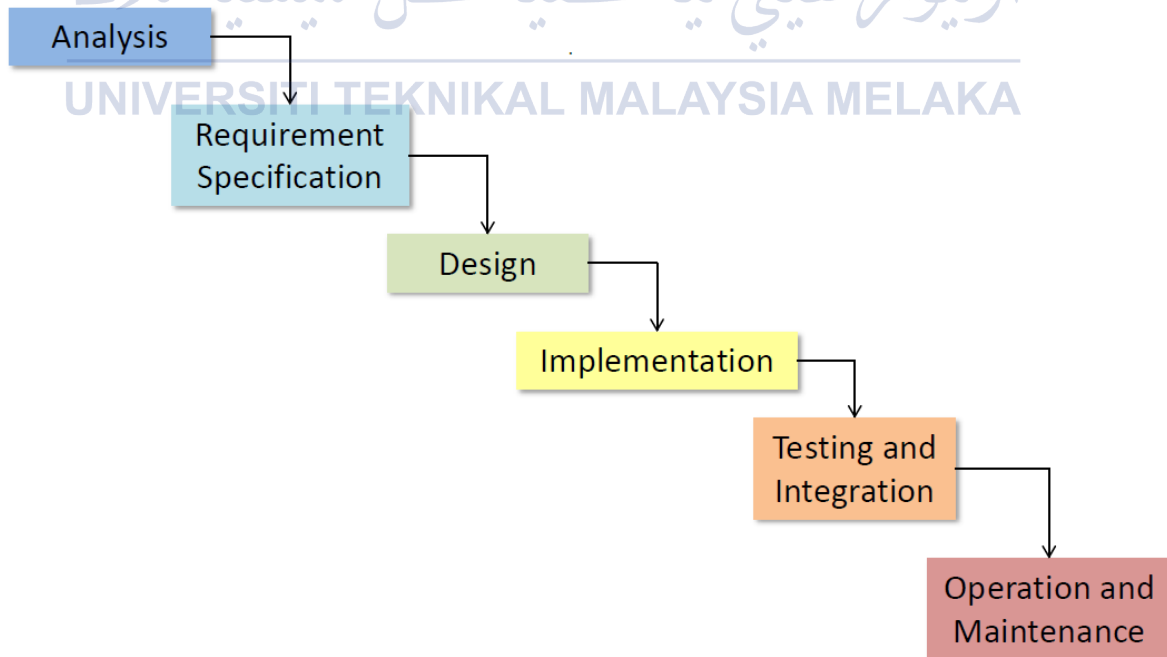 Analysis
UNIVERSITI TEKNIKAL MALAYSIA MELAKA
Requirement
Specification
Design
Implementation
Testing and
Integration
Operation and
Maintenance